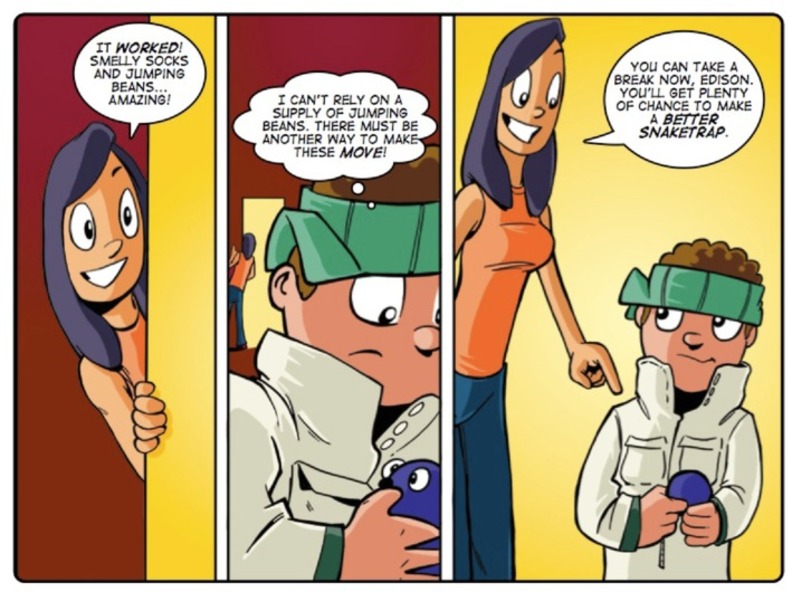 IT WORKED!
SMELLY SOCKS
AND JUMPING
BEANS...
AMAZING!
I CAN'T RELY ON A
SUPPLY OF JUMPING
BEANS. THERE MUST BE
ANOTHER WAY TO MAKE
THESE MOVE!
YOU CAN TAKE A
BREAK NOW, EDISON.
YOU'LL GET PLENTY
OF CHANCE TO MAKE
A BETTER
SNAKETRAP.